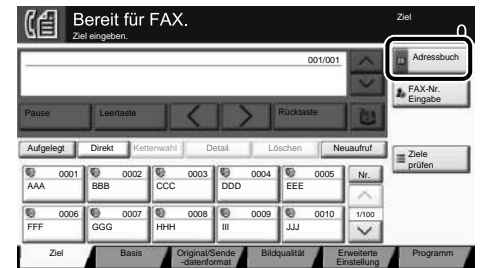 Bereit für FAX.
Ziel eingeben.
Ziel
0
001/001
Adressbuch
FAX-Nr.
Eingabe
Pause
Leertaste
Rücktaste
Aufgelegt
Direkt
Kettenwahl
Detail
Löschen
Neuaufruf
Ziele
prüfen
0001
AAA
0002
BBB
0003
CCC
0004
DDD
0005
EEE
Nr.
0006
FFF
0007
GGG
0008
HHH
0009
III
0010
JJJ
1/100
Ziel
Basis
Original/Sende
-datenformat
Bildqualität
Erweiterte
Einstellung
Programm